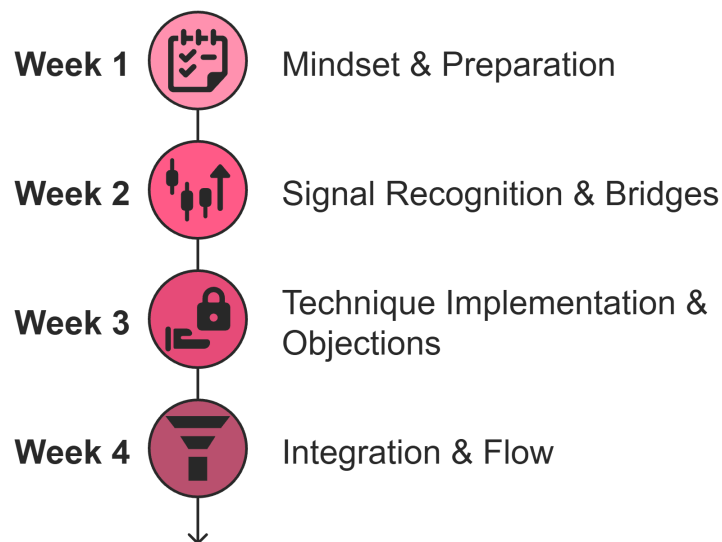 Week 1
Mindset & Preparation
Week 2
Signal Recognition & Bridges
Week 3
Technique Implementation &
Objections
Week 4
Integration & Flow